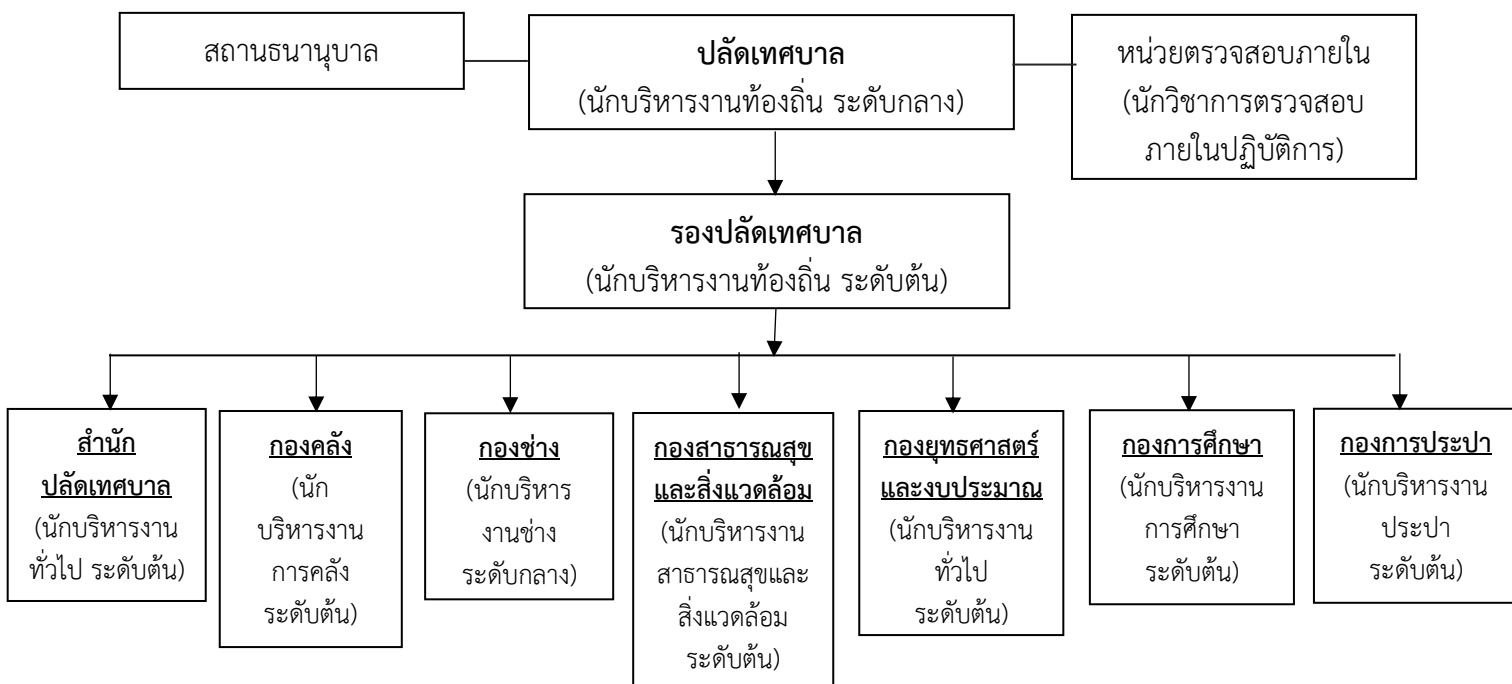 สถานธนานุบาล
ปลัดเทศบาล
(นักบริหารงานท้องถิ่น ระดับกลาง)
หน่วยตรวจสอบภายใน
(นักวิชาการตรวจสอบ
ภายในปฏิบัติการ)
รองปลัดเทศบาล
(นักบริหารงานท้องถิ่น ระดับต้น)
สำนัก
ปลัดเทศบาล
(นักบริหารงาน
ทั่วไป ระดับต้น)
กองคลัง
(นัก
บริหารงาน
การคลัง
ระดับต้น)
กองช่าง
(นักบริหาร
งานช่าง
ระดับกลาง)
กองสาธารณสุข
และสิ่งแวดล้อม
(นักบริหารงาน
สาธารณสุขและ
สิ่งแวดล้อม
ระดับต้น)
กองยุทธศาสตร์
และงบประมาณ
(นักบริหารงาน
ทั่วไป
ระดับต้น)
กองการศึกษา
(นักบริหารงาน
การศึกษา
ระดับต้น)
กองการประปา
(นักบริหารงาน
ประปา
ระดับต้น)